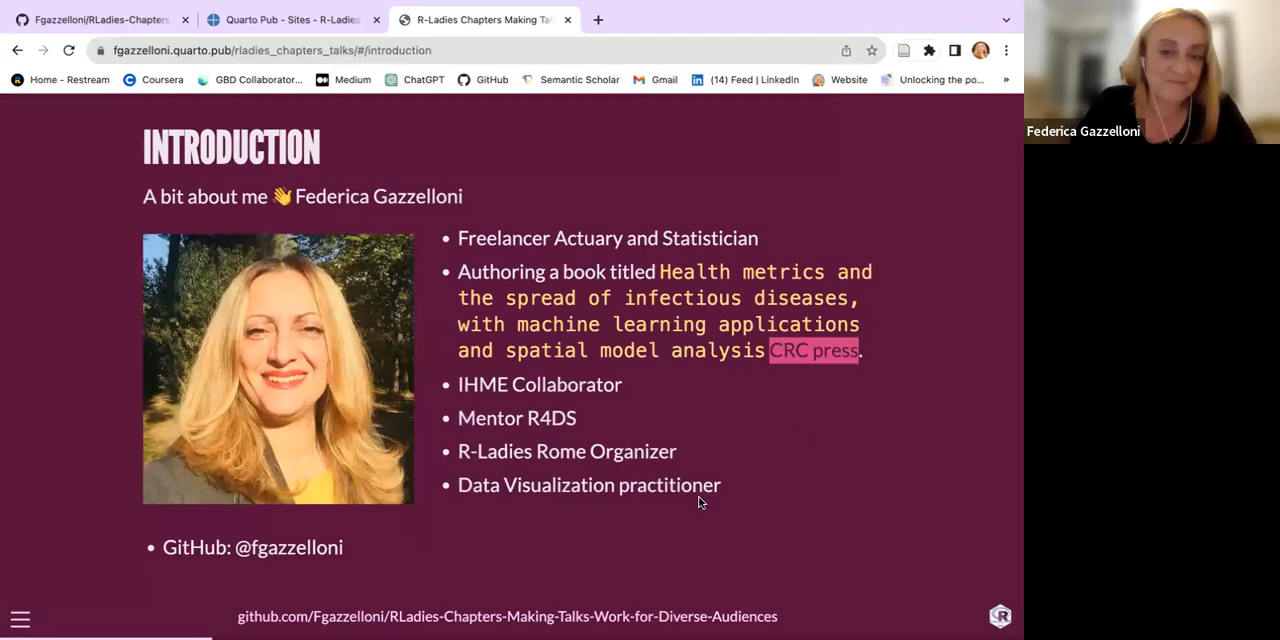 Fgazzelloni/RLadies-Chapters
Quarto Pub - Sites - R-Ladies
R-Ladies Chapters Making Tal
fgazzelloni.quarto.pub/rladies_chapters_talks/#/introduction
Home - Restream
Coursera
GBD Collaborator...
Medium
ChatGPT
GitHub
Semantic Scholar
Gmail
(14) Feed | LinkedIn
Website
Unlocking the po...
»
Federica Gazzelloni
INTRODUCTION
A bit about me 👋 Federica Gazzelloni
• Freelancer Actuary and Statistician
• Authoring a book titled Health metrics and
the spread of infectious diseases,
with machine learning applications
and spatial model analysis CRC press.
• IHME Collaborator
• Mentor R4DS
• R-Ladies Rome Organizer
• Data Visualization practitioner
• GitHub: @fgazzelloni
github.com/Fgazzelloni/RLadies-Chapters-Making-Talks-Work-for-Diverse-Audiences
R